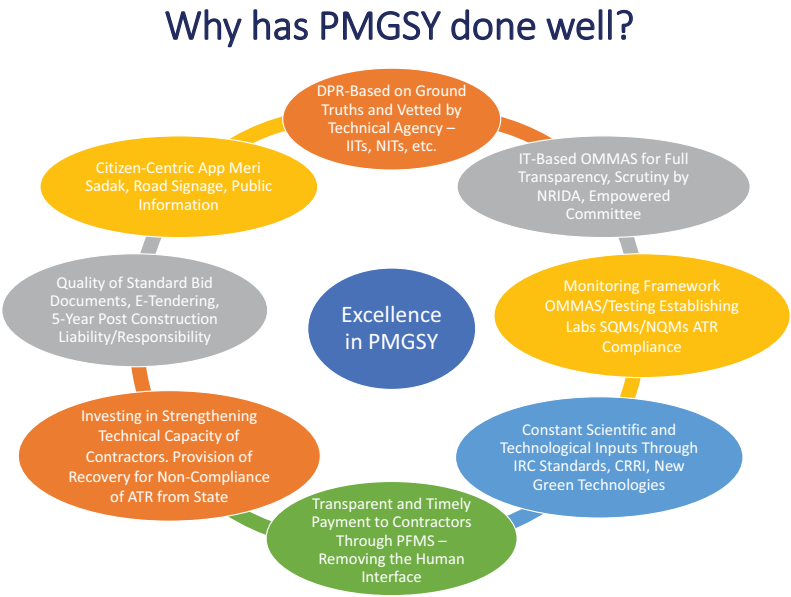 Why has PMGSY done well?
DPR-Based on Ground
Truths and Vetted by
Technical Agency –
IITs, NITs, etc.
IT-Based OMMAS for Full
Transparency, Scrutiny by
NRIDA, Empowered
Committee
Monitoring Framework
OMMAS/Testing Establishing
Labs SQMs/NQMs ATR
Compliance
Constant Scientific and
Technological Inputs Through
IRC Standards, CRRI, New
Green Technologies
Transparent and Timely
Payment to Contractors
Through PFMS –
Removing the Human
Interface
Investing in Strengthening
Technical Capacity of
Contractors. Provision of
Recovery for Non-Compliance
of ATR from State
Quality of Standard Bid
Documents, E-Tendering,
5-Year Post Construction
Liability/Responsibility
Citizen-Centric App Meri
Sadak, Road Signage, Public
Information
Excellence
in PMGSY